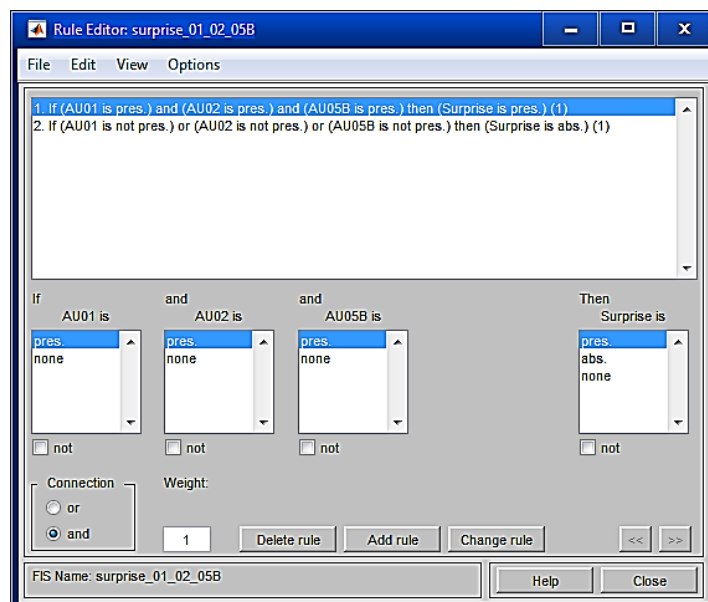 Rule Editor: surprise_01_02_05B
File Edit View Options
1. If (AU01 is pres.) and (AU02 is pres.) and (AU05B is pres.) then (Surprise is pres.) (1)
2. If (AU01 is not pres.) or (AU02 is not pres.) or (AU05B is not pres.) then (Surprise is abs.) (1)
If and and Then
AU01 is AU02 is AU05B is Surprise is
pres. pres. pres. pres.
none none none abs.
none
not not not not
Connection Weight:
or
and 1 Delete rule Add rule Change rule << >>
FIS Name: surprise_01_02_05B Help Close